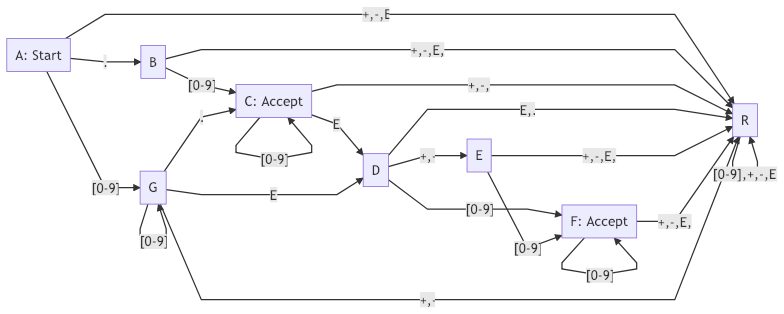 +,-,E
A: Start
.
B
+,-,E,
[0-9]
+,-,
C: Accept
.
E,.
E
R
[0-9]
E
+,-
+,-,E,
D
[0-9],+,-,E
[0-9]
G
E
[0-9]
F: Accept
+,-,E,
[0-9]
[0-9]
[0-9]
+,-